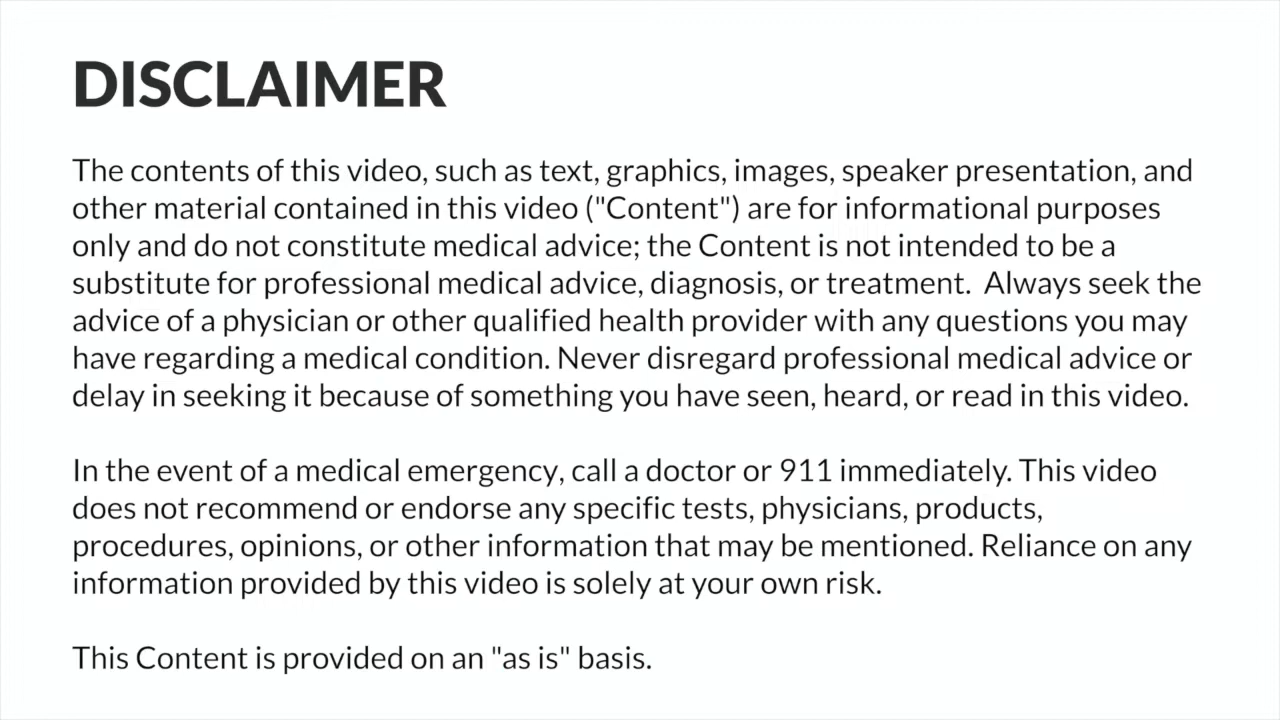 DISCLAIMER
The contents of this video, such as text, graphics, images, speaker presentation, and
other material contained in this video ("Content") are for informational purposes
only and do not constitute medical advice; the Content is not intended to be a
substitute for professional medical advice, diagnosis, or treatment.  Always seek the
advice of a physician or other qualified health provider with any questions you may
have regarding a medical condition. Never disregard professional medical advice or
delay in seeking it because of something you have seen, heard, or read in this video.
In the event of a medical emergency, call a doctor or 911 immediately. This video
does not recommend or endorse any specific tests, physicians, products,
procedures, opinions, or other information that may be mentioned. Reliance on any
information provided by this video is solely at your own risk.
This Content is provided on an "as is" basis.